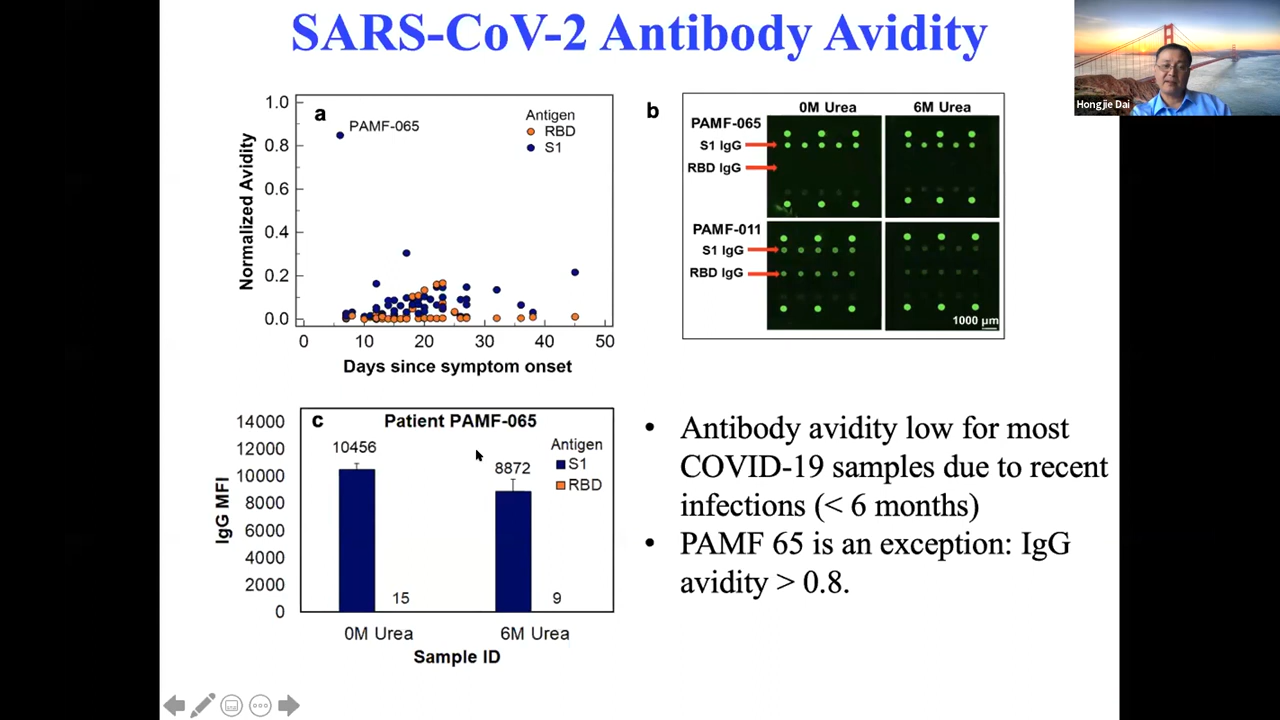 SARS-CoV-2 Antibody Avidity
Hongjie Dai
a
PAMF-065
Antigen
RBD
S1
Normalized Avidity
1.0
0.8
0.6
0.4
0.2
0.0
0
10
20
30
40
50
Days since symptom onset
b
0M Urea
6M Urea
PAMF-065
S1 IgG
RBD IgG
PAMF-011
S1 IgG
RBD IgG
1000 µm
c
Patient PAMF-065
Antigen
S1
RBD
IgG MFI
14000
12000
10000
8000
6000
4000
2000
0
10456
15
8872
9
0M Urea
6M Urea
Sample ID
• Antibody avidity low for most
COVID-19 samples due to recent
infections (< 6 months)
• PAMF 65 is an exception: IgG
avidity > 0.8.